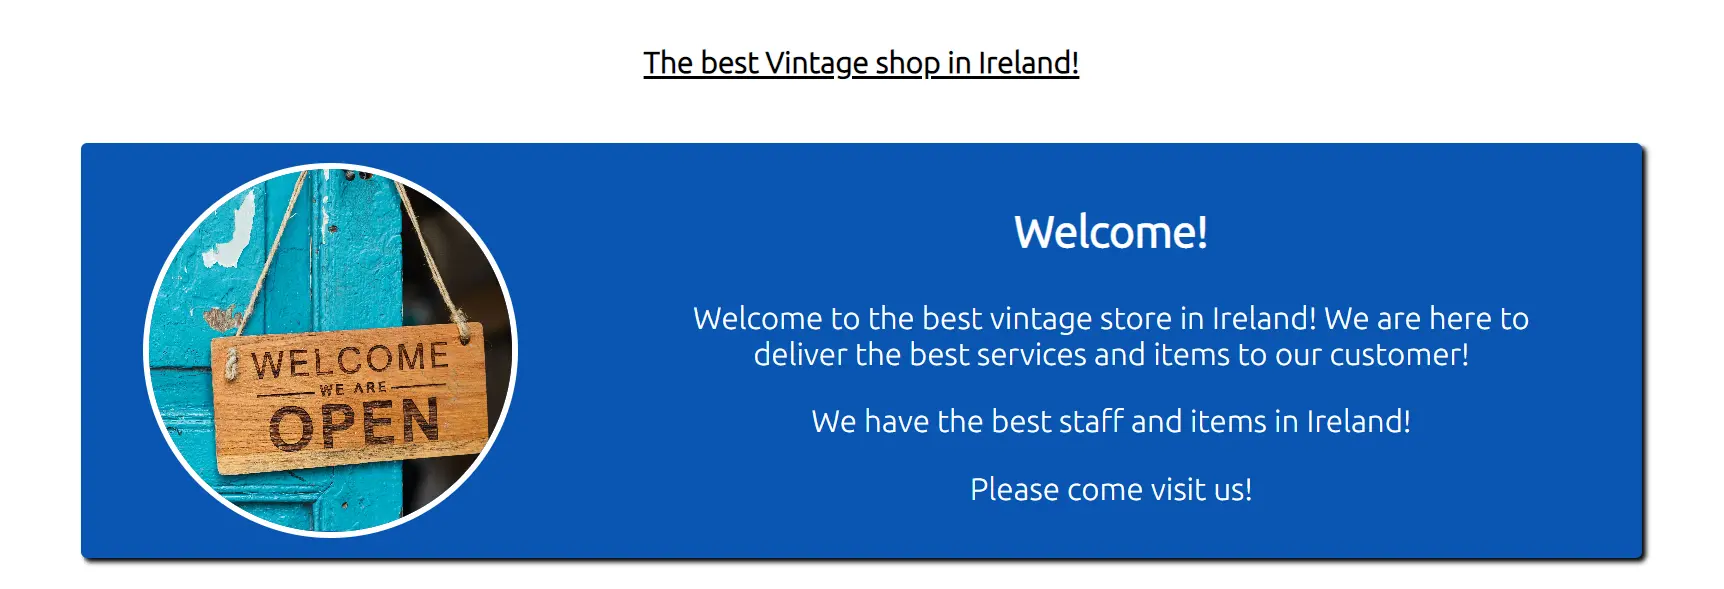 The best Vintage shop in Ireland!
WELCOME
WE ARE
OPEN
Welcome!
Welcome to the best vintage store in Ireland! We are here to
deliver the best services and items to our customer!
We have the best staff and items in Ireland!
Please come visit us!